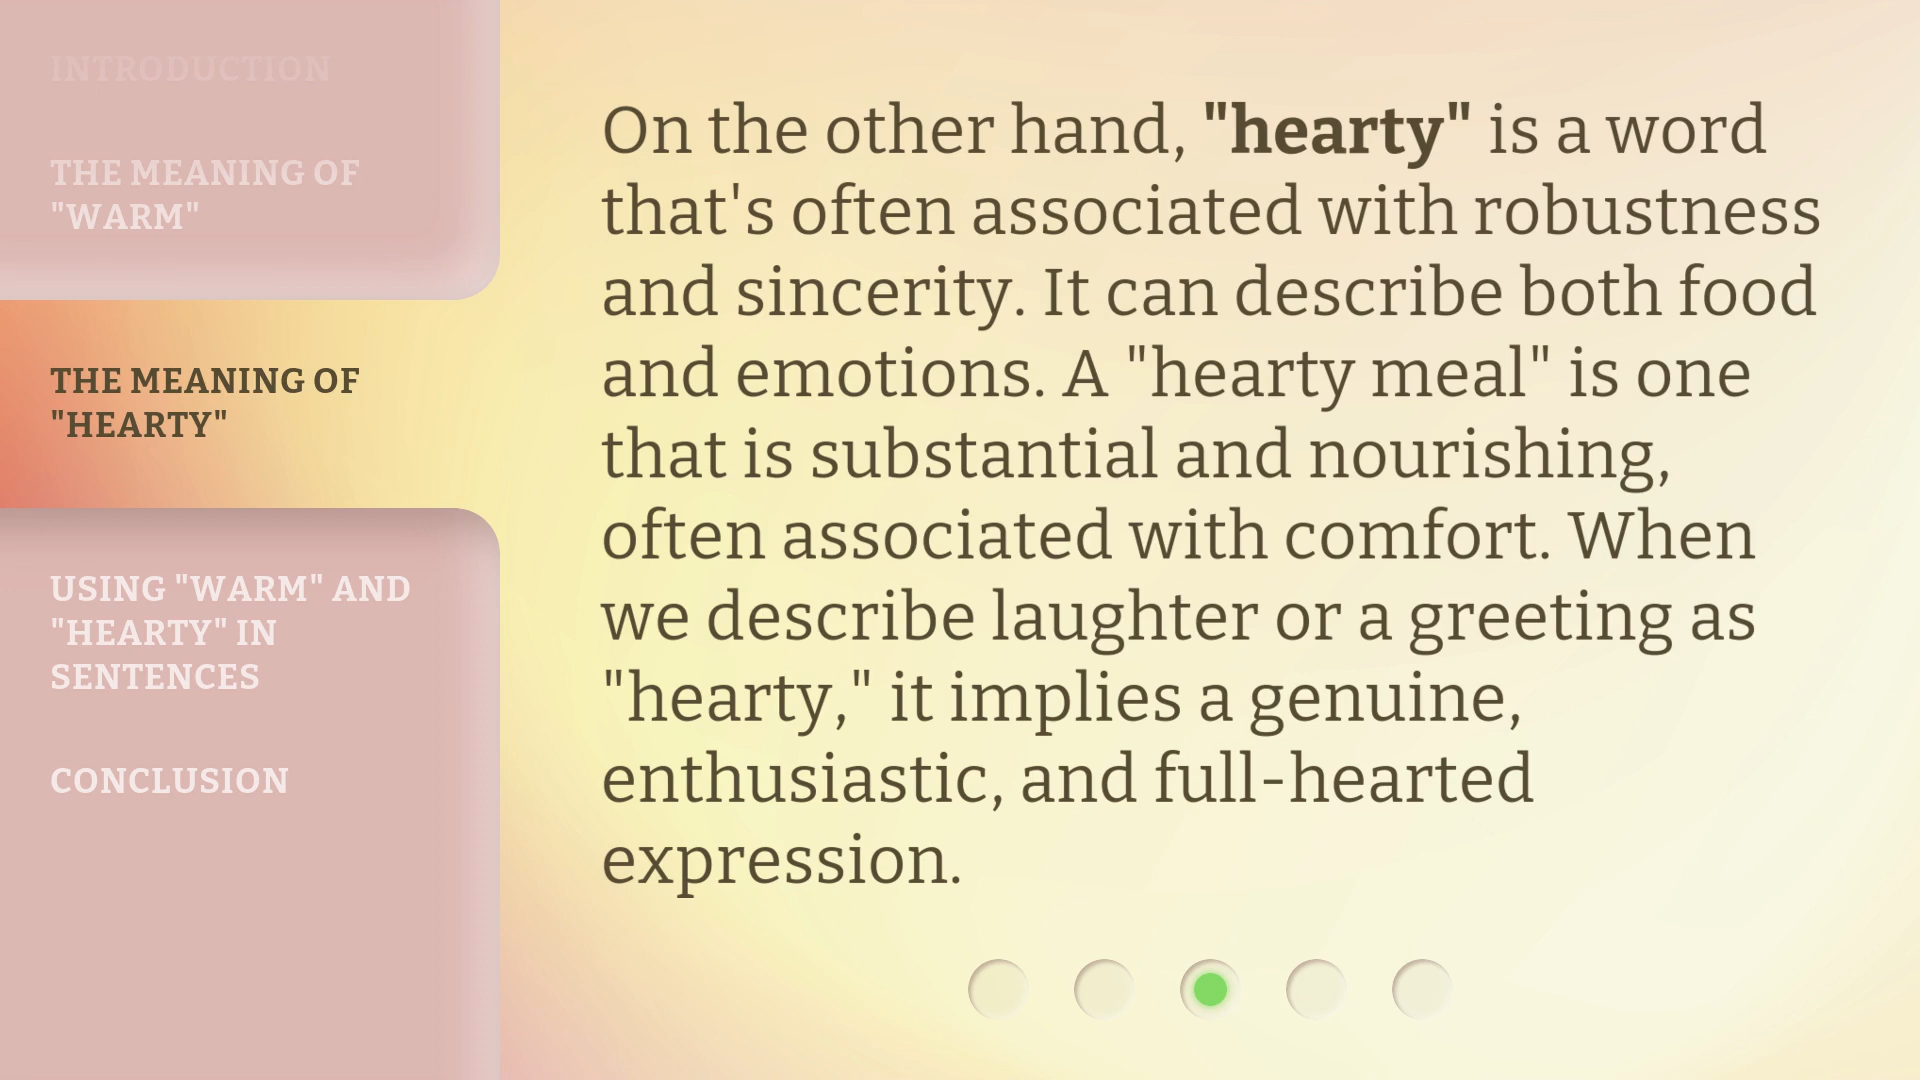 INTRODUCTION
THE MEANING OF
"WARM"
THE MEANING OF
"HEARTY"
USING "WARM" AND
"HEARTY" IN
SENTENCES
CONCLUSION
On the other hand, "hearty" is a word
that's often associated with robustness
and sincerity. It can describe both food
and emotions. A "hearty meal" is one
that is substantial and nourishing,
often associated with comfort. When
we describe laughter or a greeting as
"hearty," it implies a genuine,
enthusiastic, and full-hearted
expression.